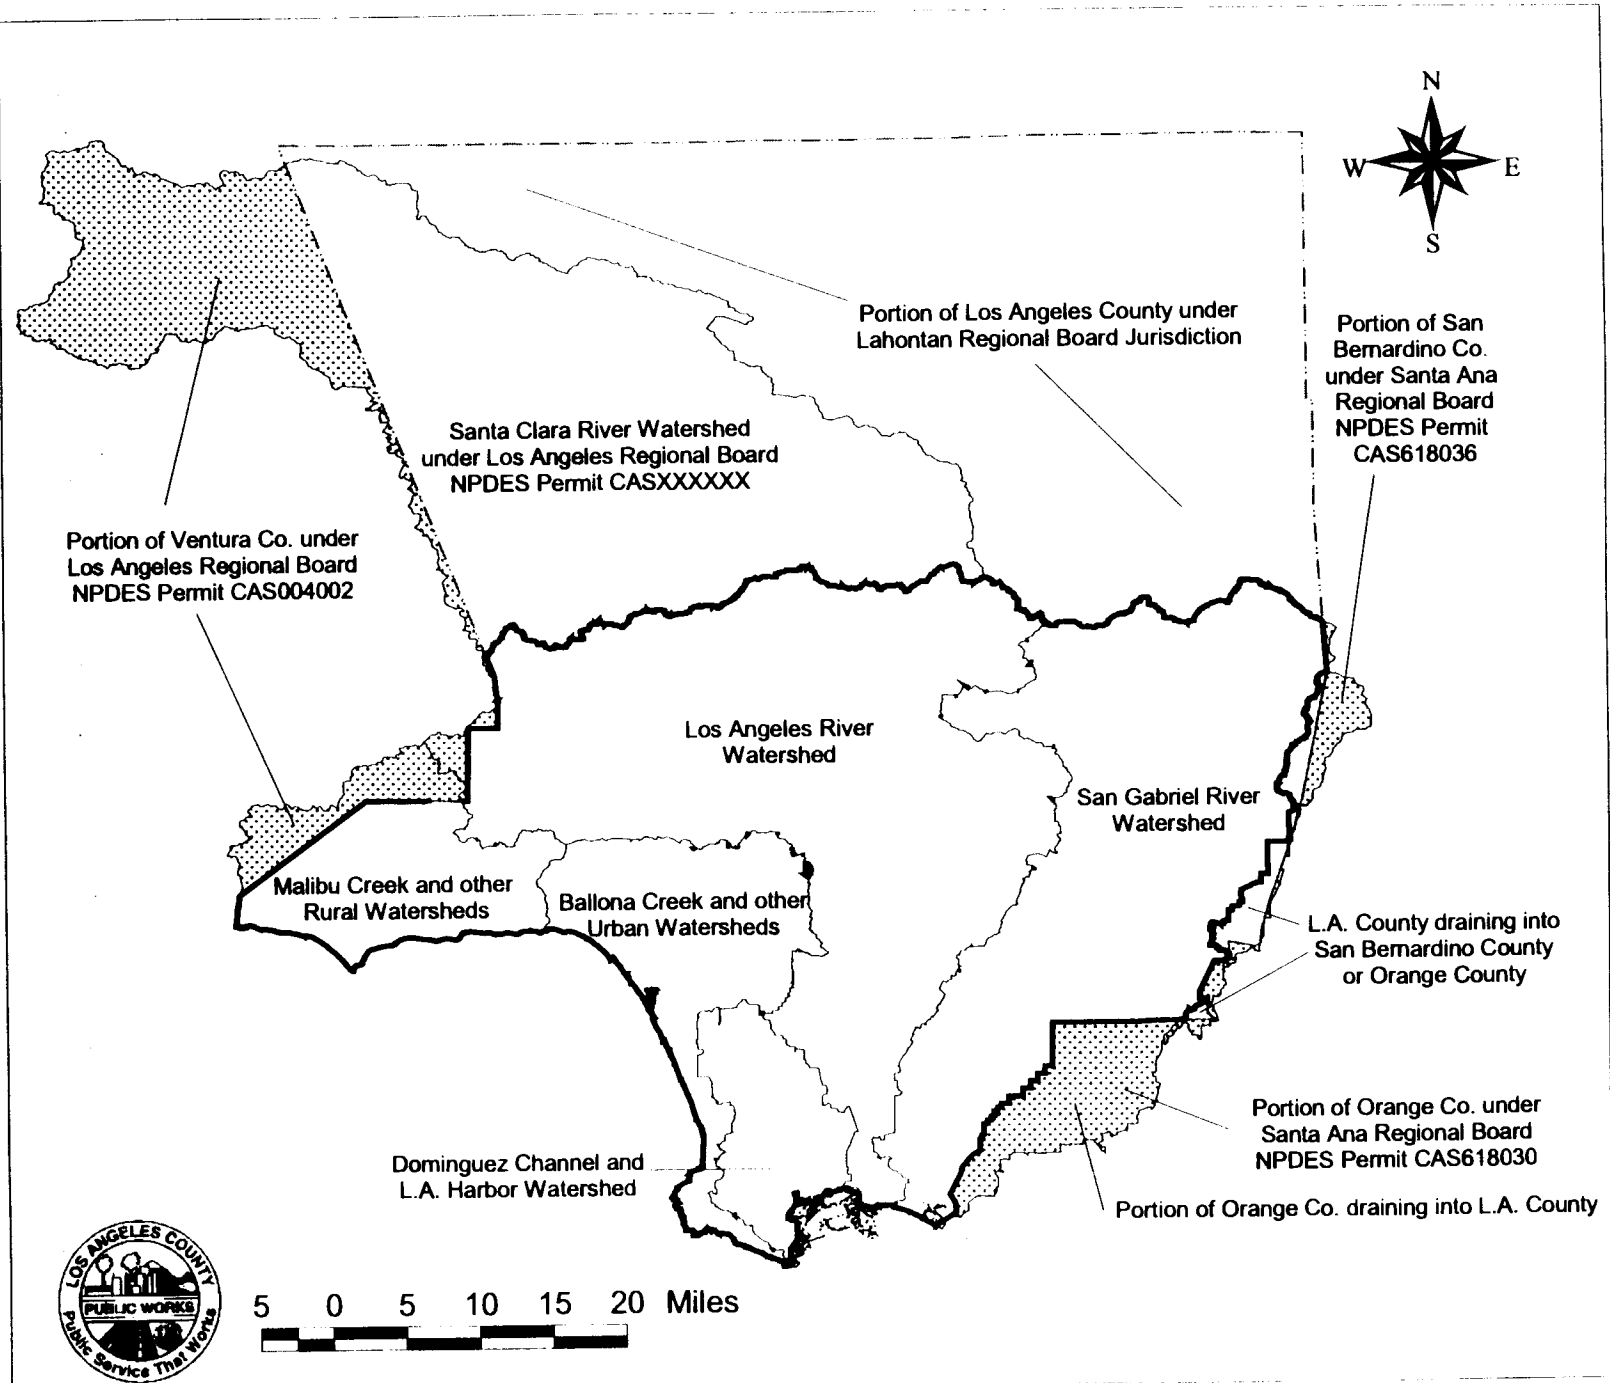 N
W E
S
Portion of Los Angeles County under
Lahontan Regional Board Jurisdiction
Portion of San
Bernardino Co.
under Santa Ana
Regional Board
NPDES Permit
CAS618036
Santa Clara River Watershed
under Los Angeles Regional Board
NPDES Permit CASXXXXXX
Portion of Ventura Co. under
Los Angeles Regional Board
NPDES Permit CAS004002
Los Angeles River
Watershed
San Gabriel River
Watershed
Malibu Creek and other
Rural Watersheds
Ballona Creek and other
Urban Watersheds
L.A. County draining into
San Bernardino County
or Orange County
Portion of Orange Co. under
Santa Ana Regional Board
NPDES Permit CAS618030
Dominguez Channel and
L.A. Harbor Watershed
Portion of Orange Co. draining into L.A. County
LOS ANGELES COUNTY
PUBLIC WORKS
Public Service That Works
5 0 5 10 15 20 Miles